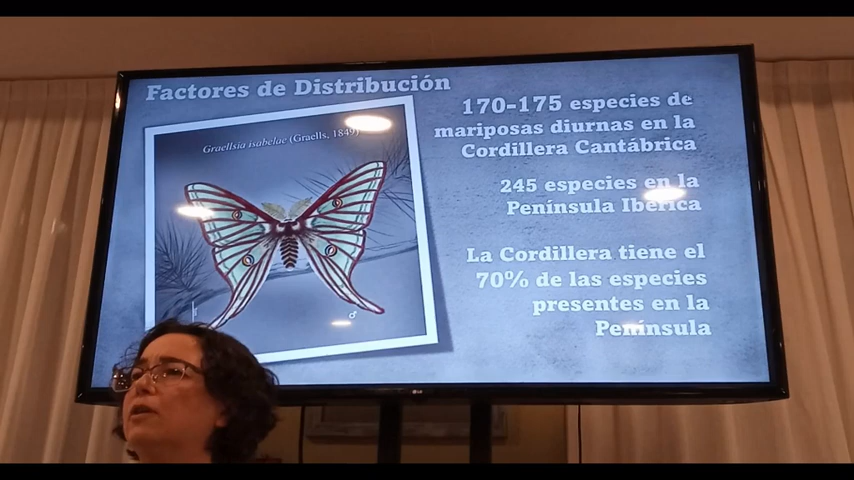 Factores de Distribución
Graellsia isabelae (Graells, 1849)
♂
170-175 especies de
mariposas diurnas en la
Cordillera Cantábrica
245 especies en la
Península Ibérica
La Cordillera tiene el
70% de las especies
presentes en la
Península
LG